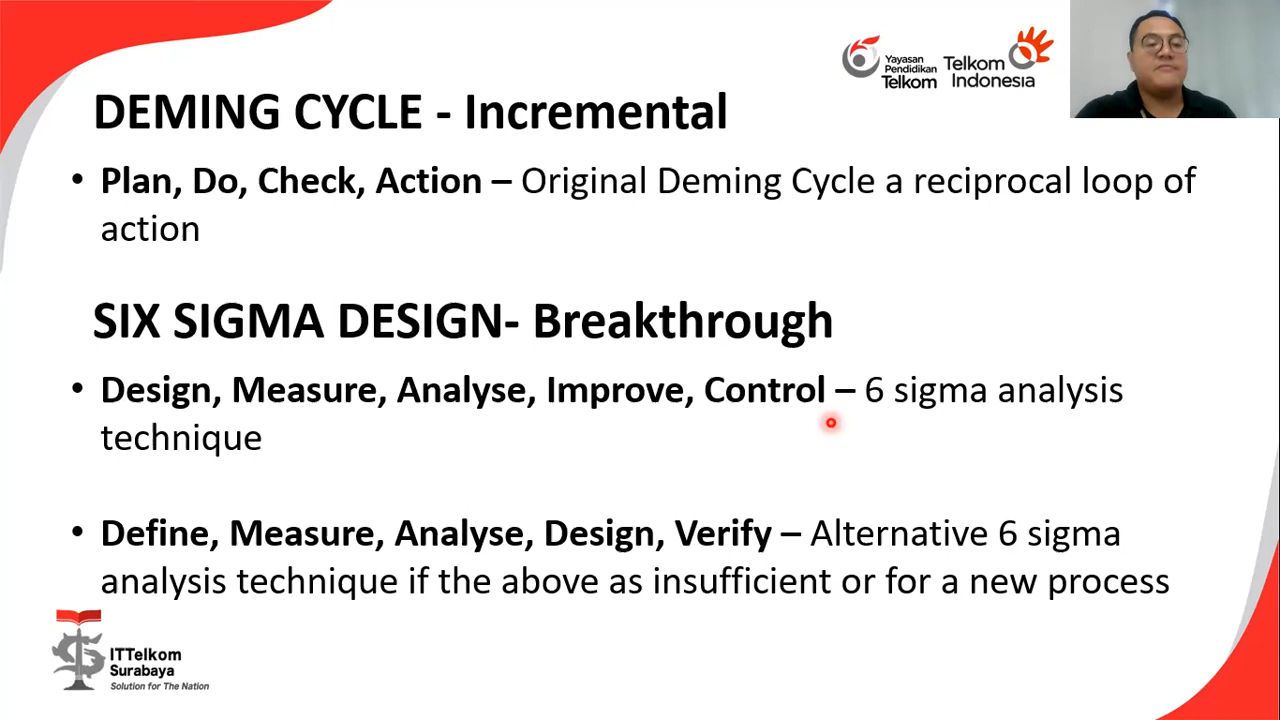 Yayasan
Pendidikan
Telkom
Telkom
Indonesia
DEMING CYCLE - Incremental
• Plan, Do, Check, Action – Original Deming Cycle a reciprocal loop of
action
SIX SIGMA DESIGN- Breakthrough
• Design, Measure, Analyse, Improve, Control – 6 sigma analysis
technique
• Define, Measure, Analyse, Design, Verify – Alternative 6 sigma
analysis technique if the above as insufficient or for a new process
ITTelkom
Surabaya
Solution for The Nation